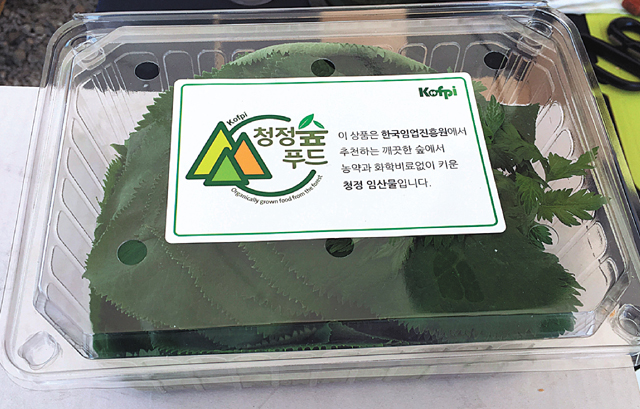 Kofpi
Kofpi
청정숲
푸드
Organically grown food from the forest
이 상품은 한국임업진흥원에서
추천하는 깨끗한 숲에서
농약과 화학비료없이 키운
청정 임산물입니다.